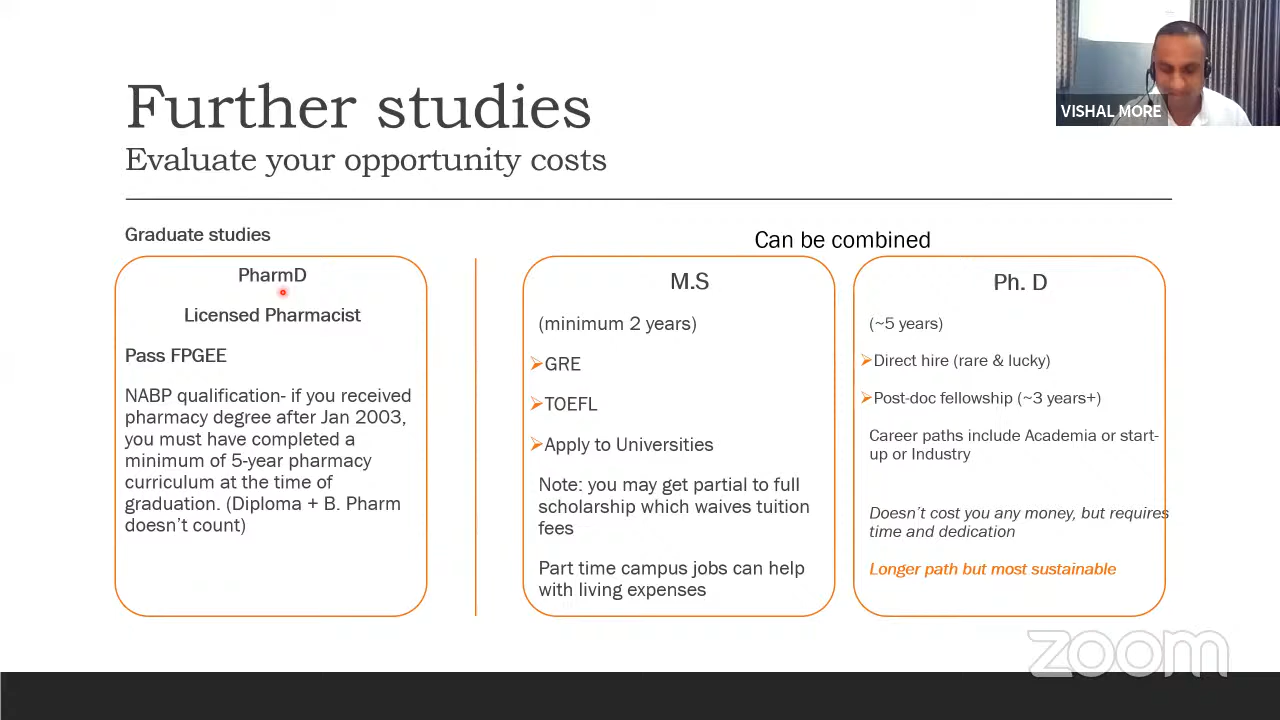 Further studies
Evaluate your opportunity costs
VISHAL MORE
Graduate studies
PharmD
Licensed Pharmacist
Pass FPGEE
NABP qualification- if you received
pharmacy degree after Jan 2003,
you must have completed a
minimum of 5-year pharmacy
curriculum at the time of
graduation. (Diploma + B. Pharm
doesn't count)
Can be combined
M.S
(minimum 2 years)
GRE
TOEFL
Apply to Universities
Note: you may get partial to full
scholarship which waives tuition
fees
Part time campus jobs can help
with living expenses
Ph. D
(~5 years)
Direct hire (rare & lucky)
Post-doc fellowship (~3 years+)
Career paths include Academia or start-
up or Industry
Doesn't cost you any money, but requires
time and dedication
Longer path but most sustainable
zoom